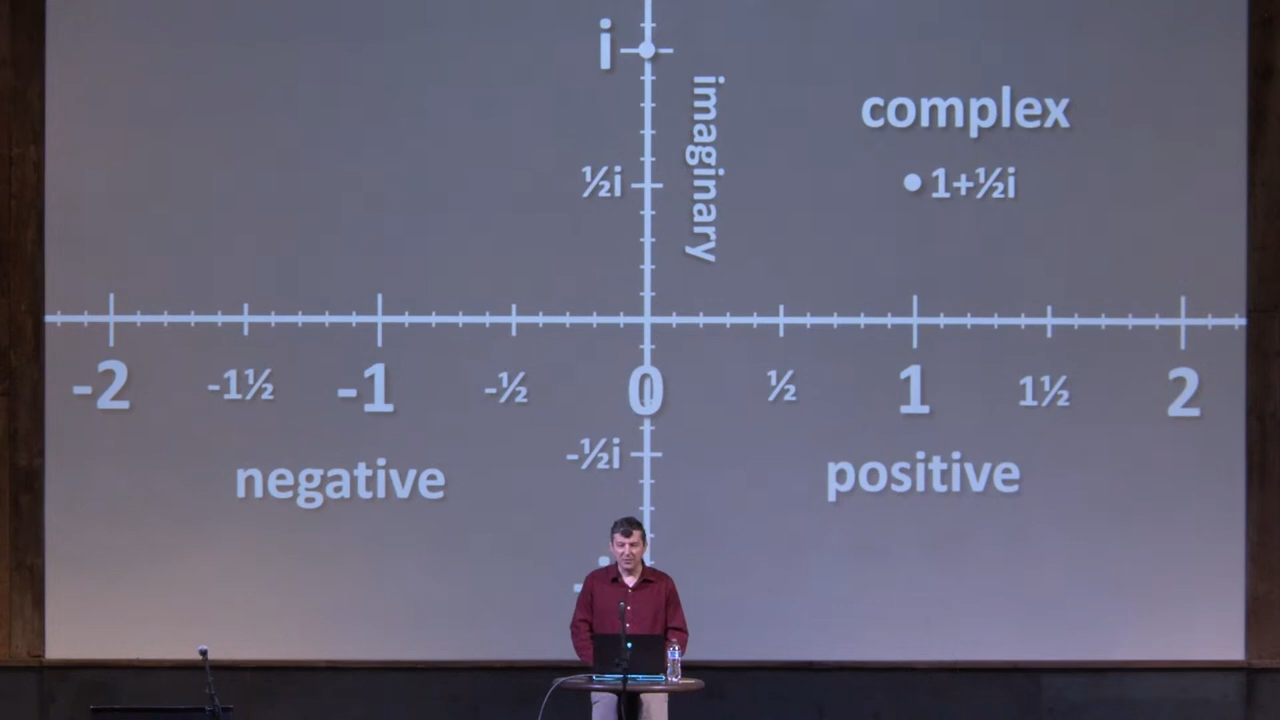 i
imaginary
complex
½i
1+½i
-2
-1½
-1
-½
0
½
1
1½
2
-½i
negative
positive